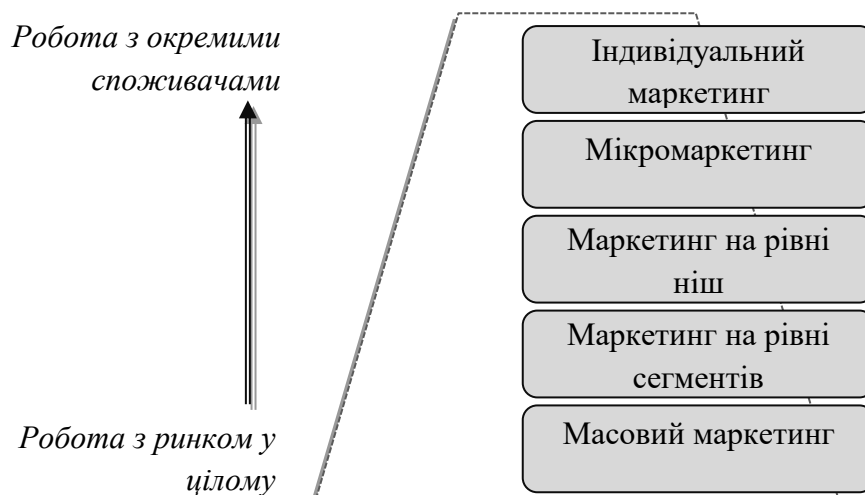 Робота з окремими
споживачами
Індивідуальний
маркетинг
Мікромаркетинг
Маркетинг на рівні
ніш
Маркетинг на рівні
сегментів
Робота з ринком у
цілому
Масовий маркетинг